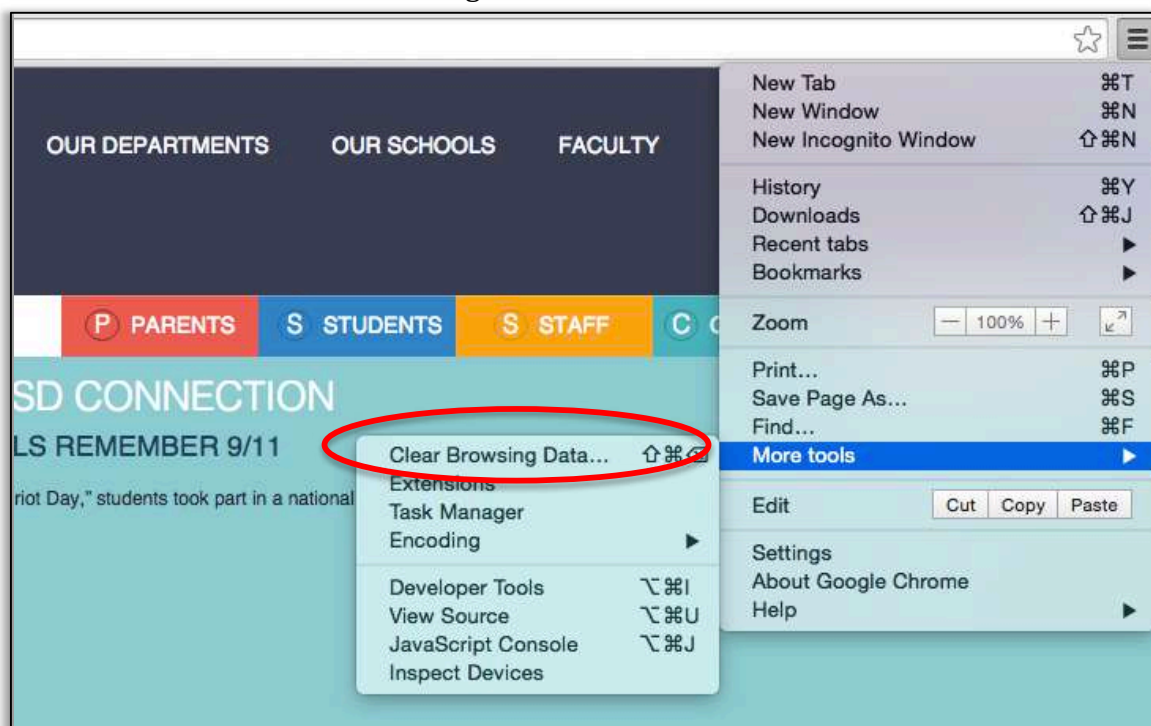 OUR DEPARTMENTS OUR SCHOOLS FACULTY
P PARENTS S STUDENTS S STAFF C
SD CONNECTION
LS REMEMBER 9/11
riot Day," students took part in a national
New Tab ⌘T
New Window ⌘N
New Incognito Window ⇧⌘N
History ⌘Y
Downloads ⇧⌘J
Recent tabs ▶
Bookmarks ▶
Zoom − 100% +
Print... ⌘P
Save Page As... ⌘S
Find... ⌘F
More tools ▶
Edit Cut Copy Paste
Settings
About Google Chrome
Help ▶
Clear Browsing Data... ⇧⌘⌫
Extensions
Task Manager
Encoding ▶
Developer Tools ⌥⌘I
View Source ⌥⌘U
JavaScript Console ⌥⌘J
Inspect Devices